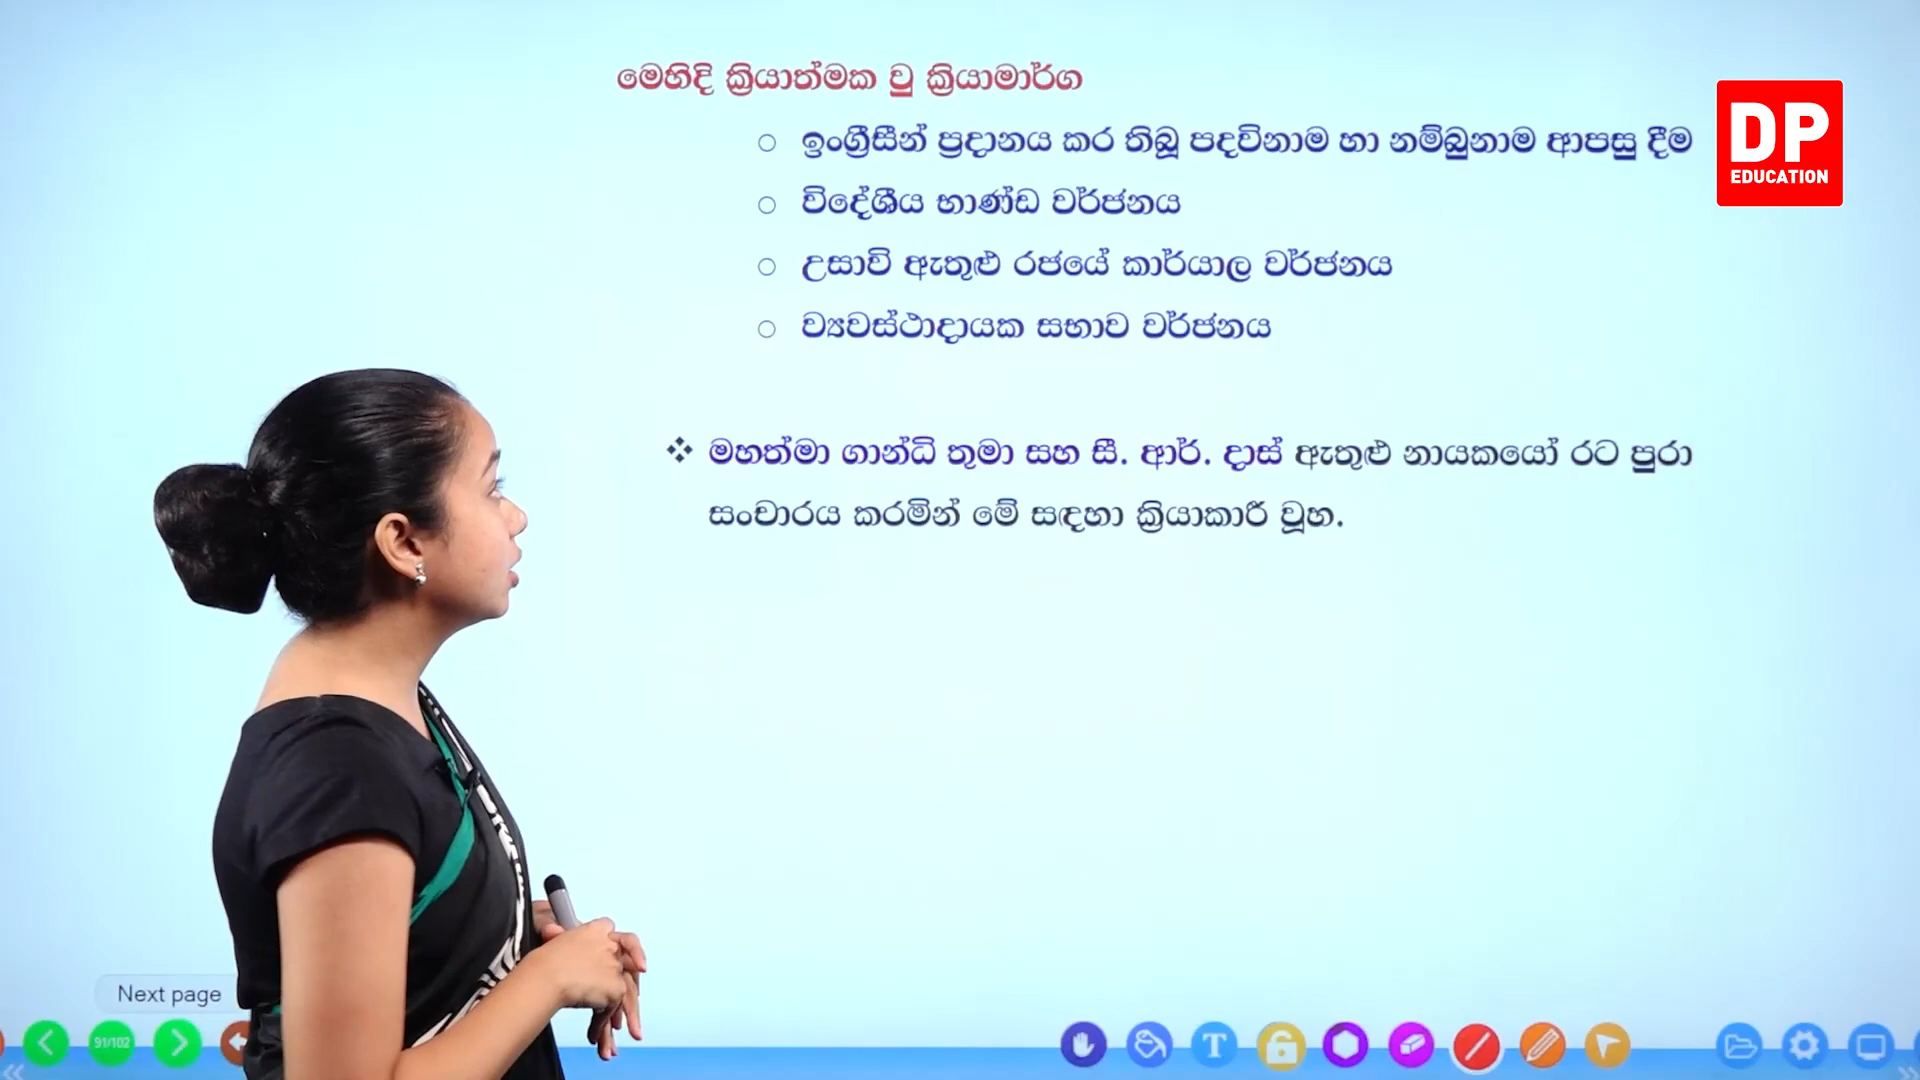 මෙහිදි ක්‍රියාත්මක වු ක්‍රියාමාර්ග
○ ඉංග්‍රීසීන් ප්‍රදානය කර තිබූ පදවිනාම හා නම්බුනාම ආපසු දීම
○ විදේශීය භාණ්ඩ වර්ජනය
○ උසාවි ඇතුළු රජයේ කාර්යාල වර්ජනය
○ ව්‍යවස්ථාදායක සභාව වර්ජනය
❖ මහත්මා ගාන්ධි තුමා සහ සී. ආර්. දාස් ඇතුළු නායකයෝ රට පුරා
සංචාරය කරමින් මේ සඳහා ක්‍රියාකාරී වූහ.
DP
EDUCATION
Next page
91/102
T